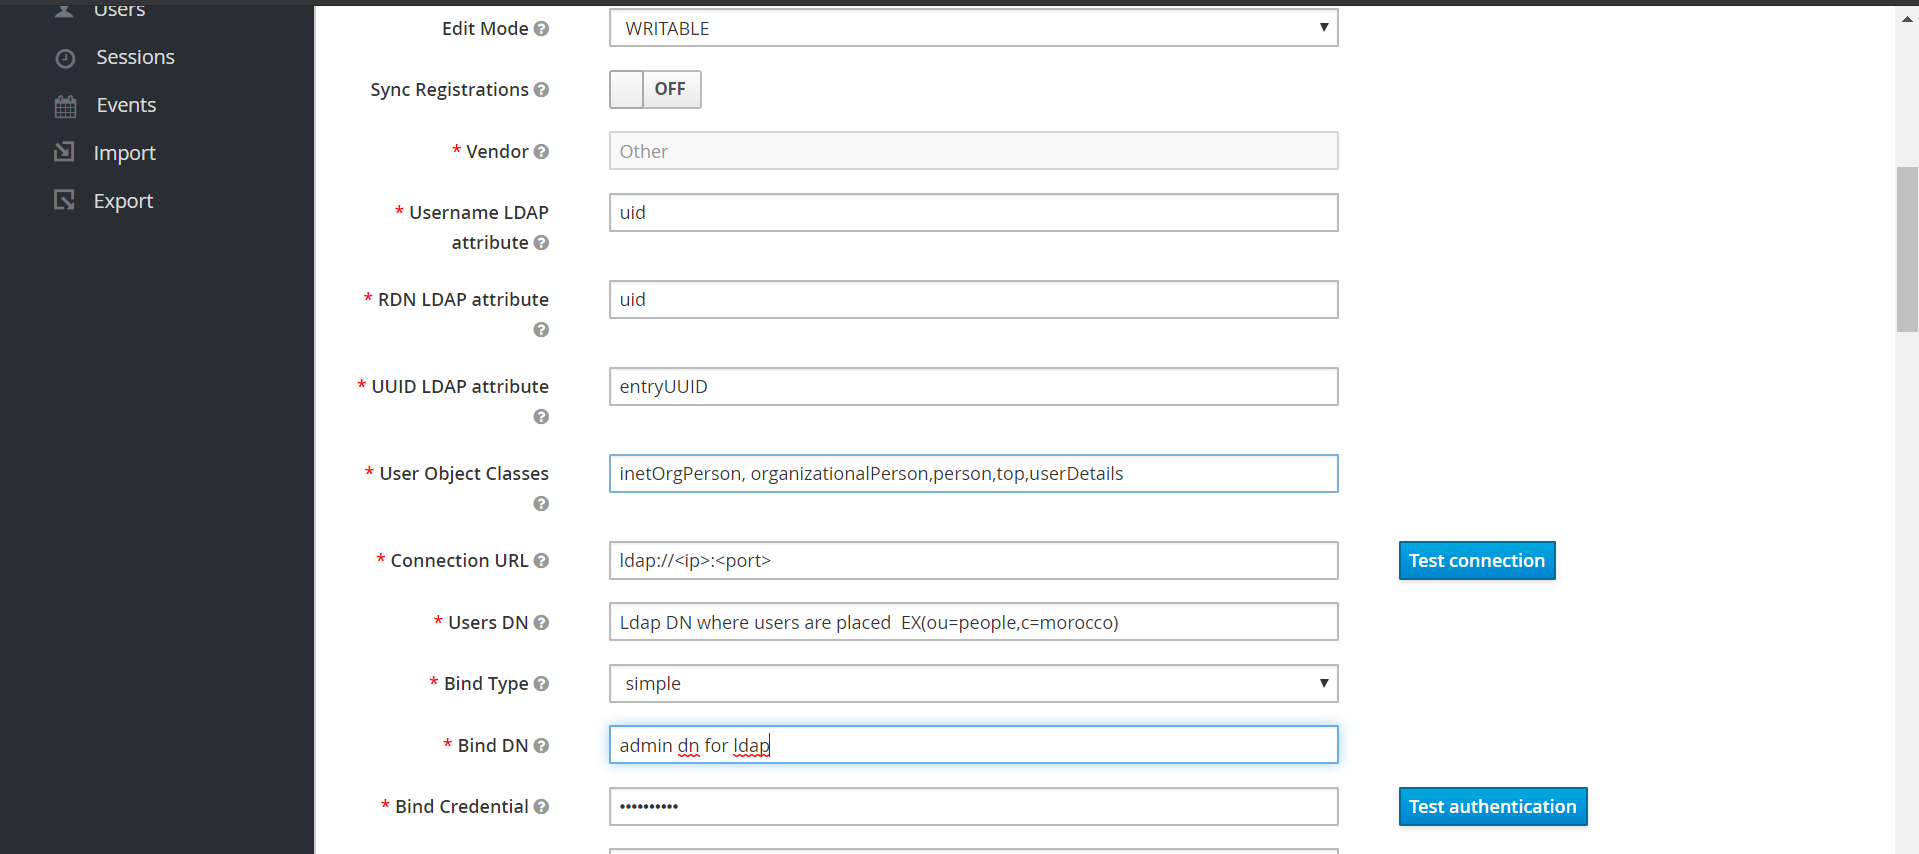 Users
Sessions
Events
Import
Export
Edit Mode
WRITABLE
Sync Registrations
OFF
* Vendor
Other
* Username LDAP
attribute
uid
* RDN LDAP attribute
uid
* UUID LDAP attribute
entryUUID
* User Object Classes
inetOrgPerson, organizationalPerson,person,top,userDetails
* Connection URL
ldap://<ip>:<port>
Test connection
* Users DN
Ldap DN where users are placed  EX(ou=people,c=morocco)
* Bind Type
simple
* Bind DN
admin dn for ldap
* Bind Credential
••••••••••
Test authentication